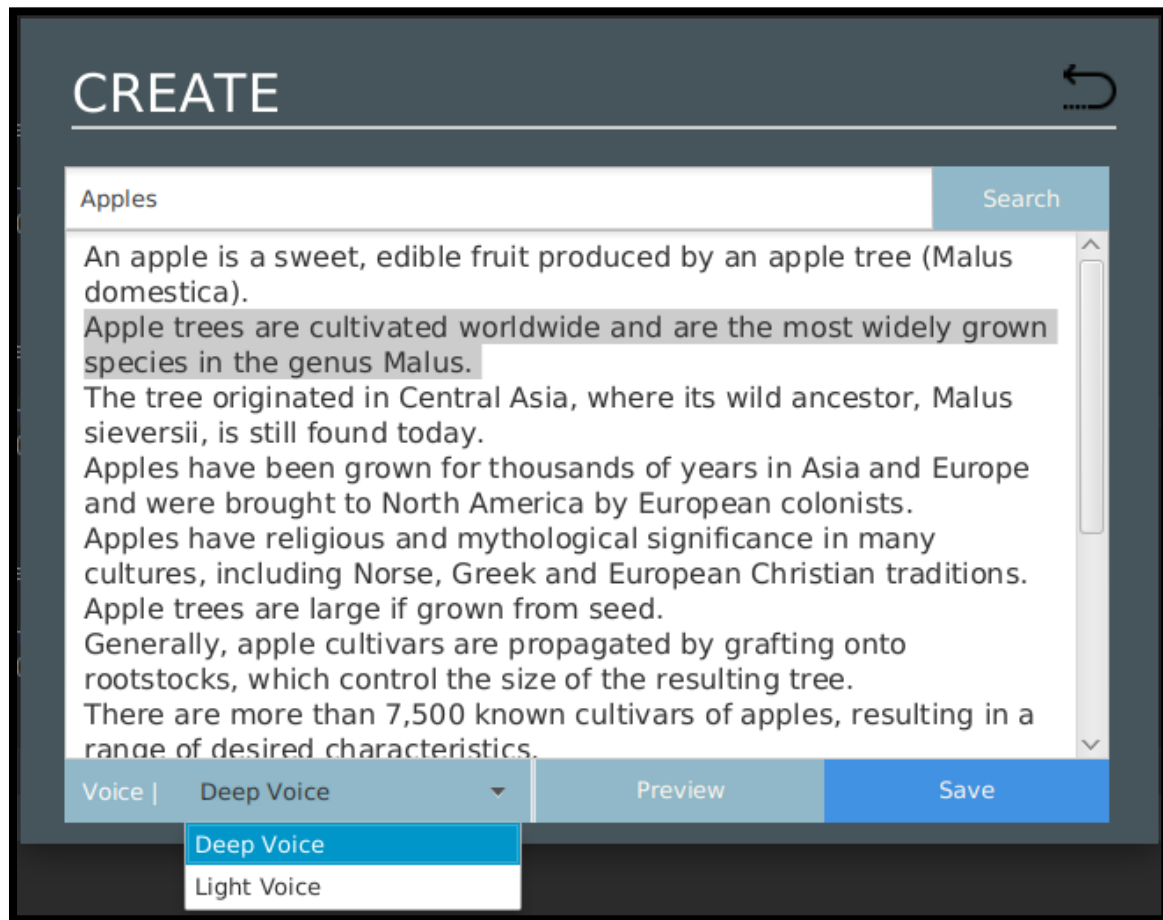 CREATE
Apples
Search
An apple is a sweet, edible fruit produced by an apple tree (Malus
domestica).
Apple trees are cultivated worldwide and are the most widely grown
species in the genus Malus.
The tree originated in Central Asia, where its wild ancestor, Malus
sieversii, is still found today.
Apples have been grown for thousands of years in Asia and Europe
and were brought to North America by European colonists.
Apples have religious and mythological significance in many
cultures, including Norse, Greek and European Christian traditions.
Apple trees are large if grown from seed.
Generally, apple cultivars are propagated by grafting onto
rootstocks, which control the size of the resulting tree.
There are more than 7,500 known cultivars of apples, resulting in a
range of desired characteristics.
Voice | Deep Voice
Preview
Save
Deep Voice
Light Voice